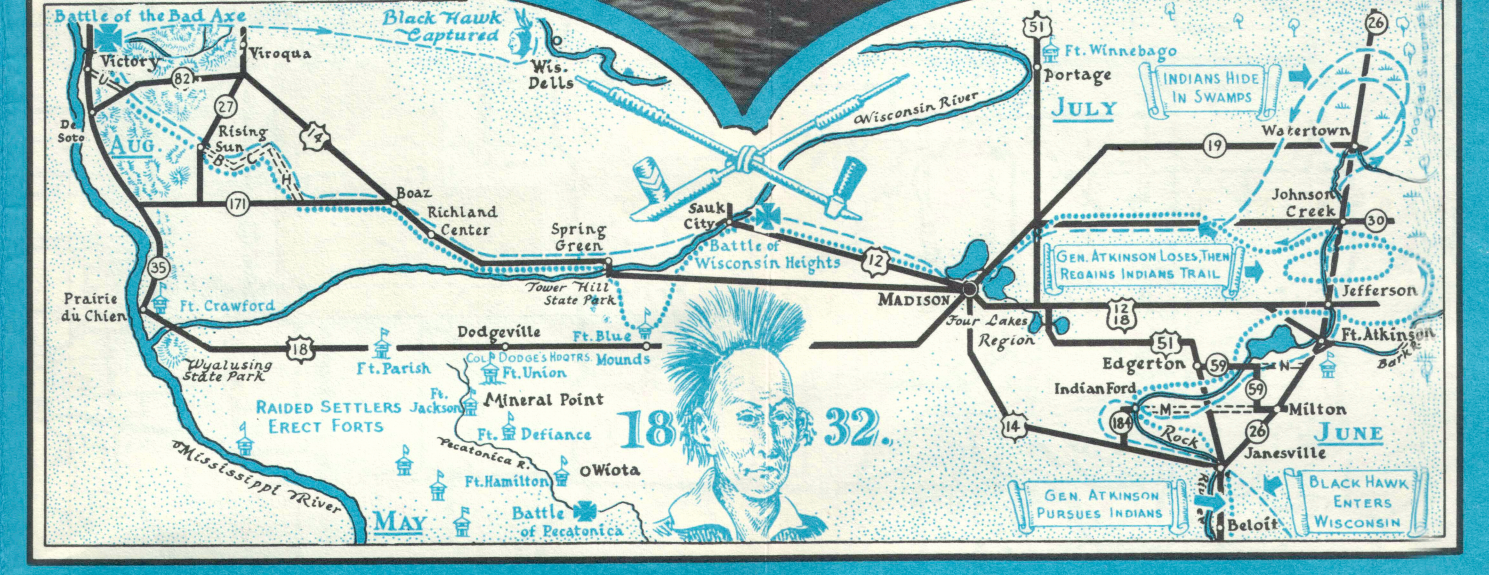 Battle of the Bad Axe
Black Hawk
Captured
Wis.
Dells
Victory
Viroqua
U
82
27
14
De
Soto
AUG
Rising
Sun
B
C
H
171
Boaz
Richland
Center
35
Prairie
du Chien
Ft. Crawford
Spring
Green
Tower Hill
State Park
Sauk
City
Battle of
Wisconsin Heights
12
Wisconsin River
51
Ft. Winnebago
Portage
JULY
INDIANS HIDE
IN SWAMPS
26
Watertown
19
Johnson
Creek
30
GEN. ATKINSON LOSES, THEN
REGAINS INDIANS TRAIL
MADISON
Four Lakes
Region
12
18
Jefferson
Ft. Atkinson
Bark
51
Edgerton
59
N
59
Indian Ford
M
Milton
184
Rock
26
JUNE
14
Janesville
GEN. ATKINSON
PURSUES INDIANS
BLACK HAWK
ENTERS
WISCONSIN
Beloit
18
Wyalusing
State Park
Ft. Parish
Dodgeville
COL. DODGE'S HDQTRS.
Ft. Union
Ft. Blue
Mounds
RAIDED SETTLERS
ERECT FORTS
Ft.
Jackson
Mineral Point
Ft. Defiance
Pecatonica R.
Ft. Hamilton
Wiota
Battle
of Pecatonica
Mississippi River
MAY
1832.